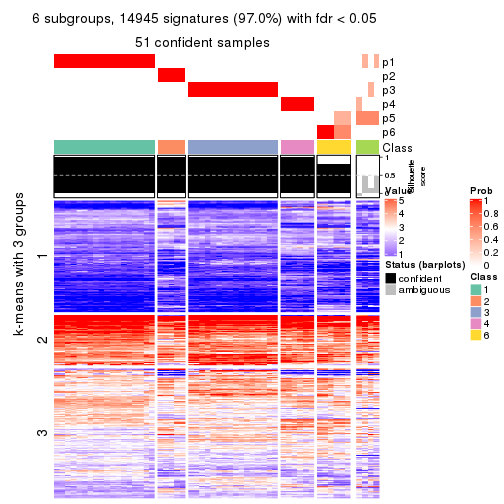 6 subgroups, 14945 signatures (97.0%) with fdr < 0.05
51 confident samples
p1
p2
p3
p4
p5
p6
Class
1
0.5
0
Silhouette
score
k-means with 3 groups
1
2
3
Value
5
4
3
2
1
Status (barplots)
confident
ambiguous
Prob
1
0.8
0.6
0.4
0.2
0
Class
1
2
3
4
6